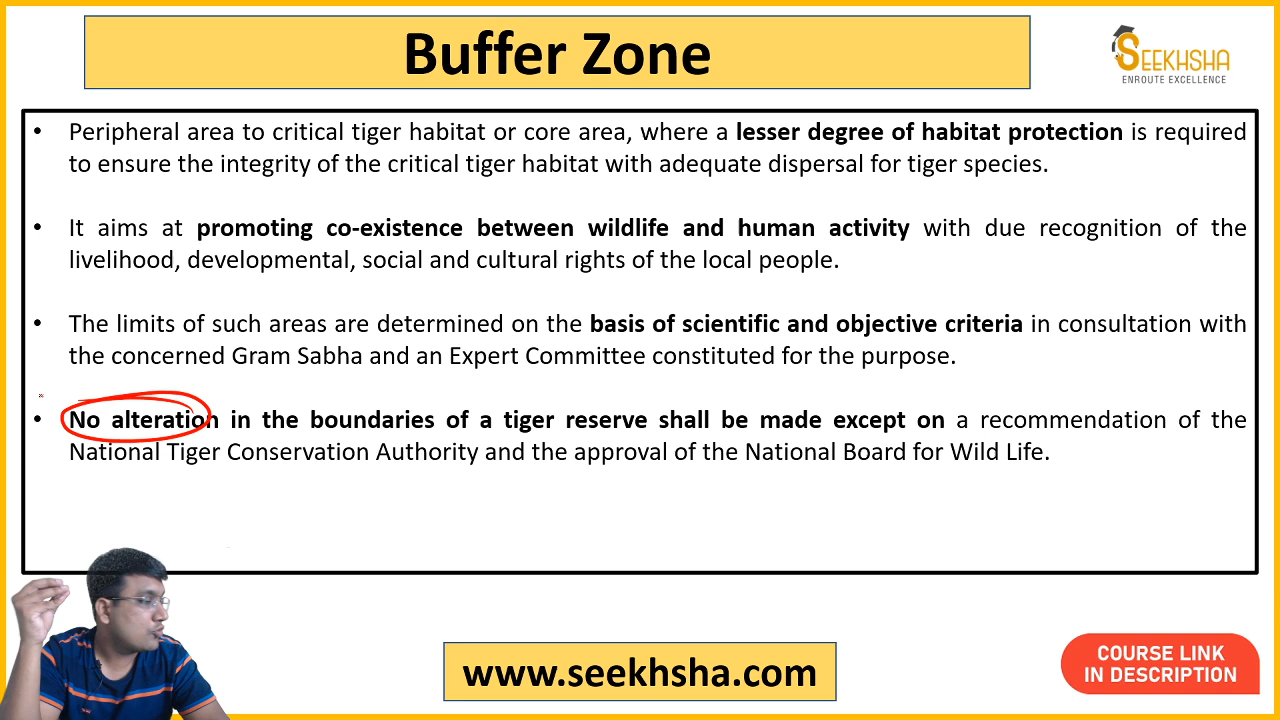 Buffer Zone
SEEKHSHA
ENROUTE EXCELLENCE
• Peripheral area to critical tiger habitat or core area, where a lesser degree of habitat protection is required
to ensure the integrity of the critical tiger habitat with adequate dispersal for tiger species.
• It aims at promoting co-existence between wildlife and human activity with due recognition of the
livelihood, developmental, social and cultural rights of the local people.
• The limits of such areas are determined on the basis of scientific and objective criteria in consultation with
the concerned Gram Sabha and an Expert Committee constituted for the purpose.
• No alteration in the boundaries of a tiger reserve shall be made except on a recommendation of the
National Tiger Conservation Authority and the approval of the National Board for Wild Life.
www.seekhsha.com
COURSE LINK
IN DESCRIPTION